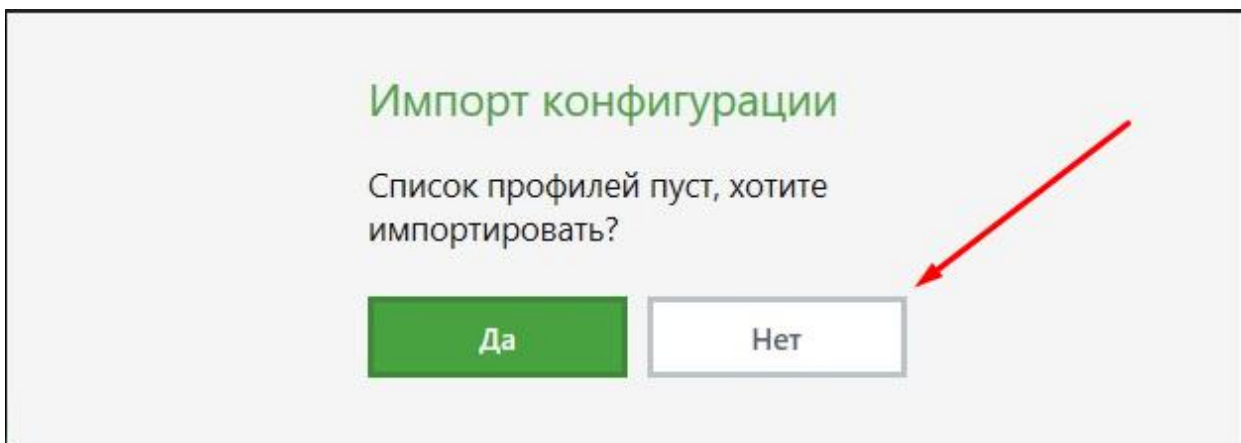 Импорт конфигурации
Список профилей пуст, хотите
импортировать?
Да
Нет